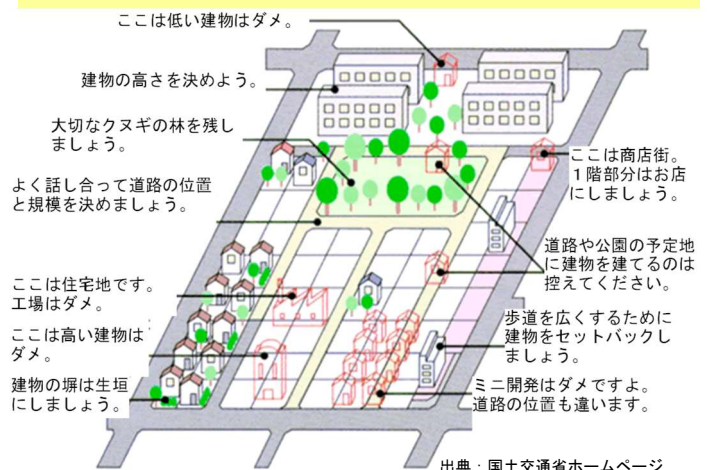 ここは低い建物はダメ。
建物の高さを決めよう。
大切なクヌギの林を残し
ましょう。
よく話し合って道路の位置
と規模を決めましょう。
ここは住宅地です。
工場はダメ。
ここは高い建物は
ダメ。
建物の塀は生垣
にしましょう。
ここは商店街。
１階部分はお店
にしましょう。
道路や公園の予定地
に建物を建てるのは
控えてください。
歩道を広くするために
建物をセットバックし
ましょう。
ミニ開発はダメですよ。
道路の位置も違います。
出典：国土交通省ホームページ